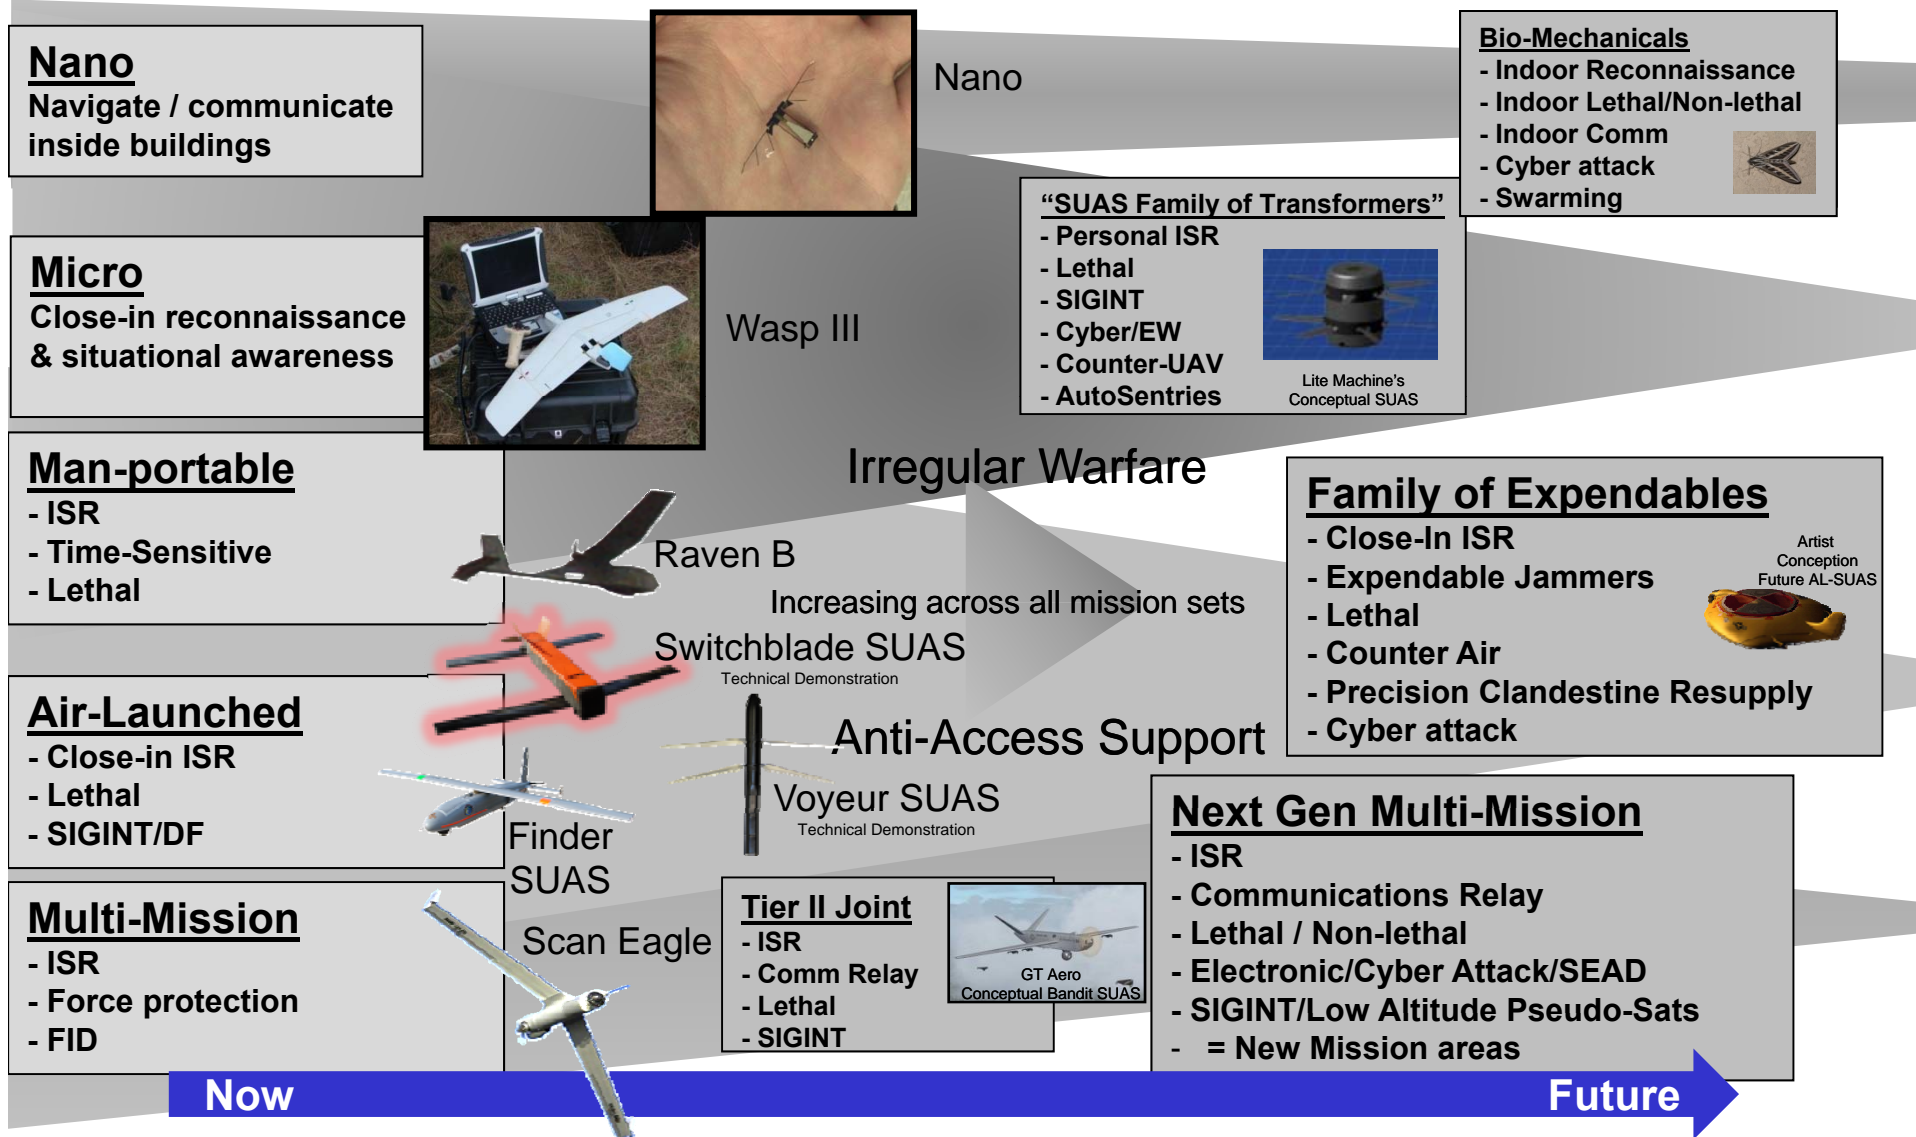 Nano
Navigate / communicate
inside buildings
Nano
Bio-Mechanicals
- Indoor Reconnaissance
- Indoor Lethal/Non-lethal
- Indoor Comm
- Cyber attack
- Swarming
Micro
Close-in reconnaissance
& situational awareness
Wasp III
“SUAS Family of Transformers”
- Personal ISR
- Lethal
- SIGINT
- Cyber/EW
- Counter-UAV
- AutoSentries
Lite Machine’s
Conceptual SUAS
Irregular Warfare
Man-portable
- ISR
- Time-Sensitive
- Lethal
Raven B
Increasing across all mission sets
Switchblade SUAS
Technical Demonstration
Family of Expendables
- Close-In ISR
- Expendable Jammers
- Lethal
- Counter Air
- Precision Clandestine Resupply
- Cyber attack
Artist
Conception
Future AL-SUAS
Air-Launched
- Close-in ISR
- Lethal
- SIGINT/DF
Anti-Access Support
Voyeur SUAS
Technical Demonstration
Finder
SUAS
Multi-Mission
- ISR
- Force protection
- FID
Scan Eagle
Tier II Joint
- ISR
- Comm Relay
- Lethal
- SIGINT
GT Aero
Conceptual Bandit SUAS
Next Gen Multi-Mission
- ISR
- Communications Relay
- Lethal / Non-lethal
- Electronic/Cyber Attack/SEAD
- SIGINT/Low Altitude Pseudo-Sats
- = New Mission areas
Now
Future